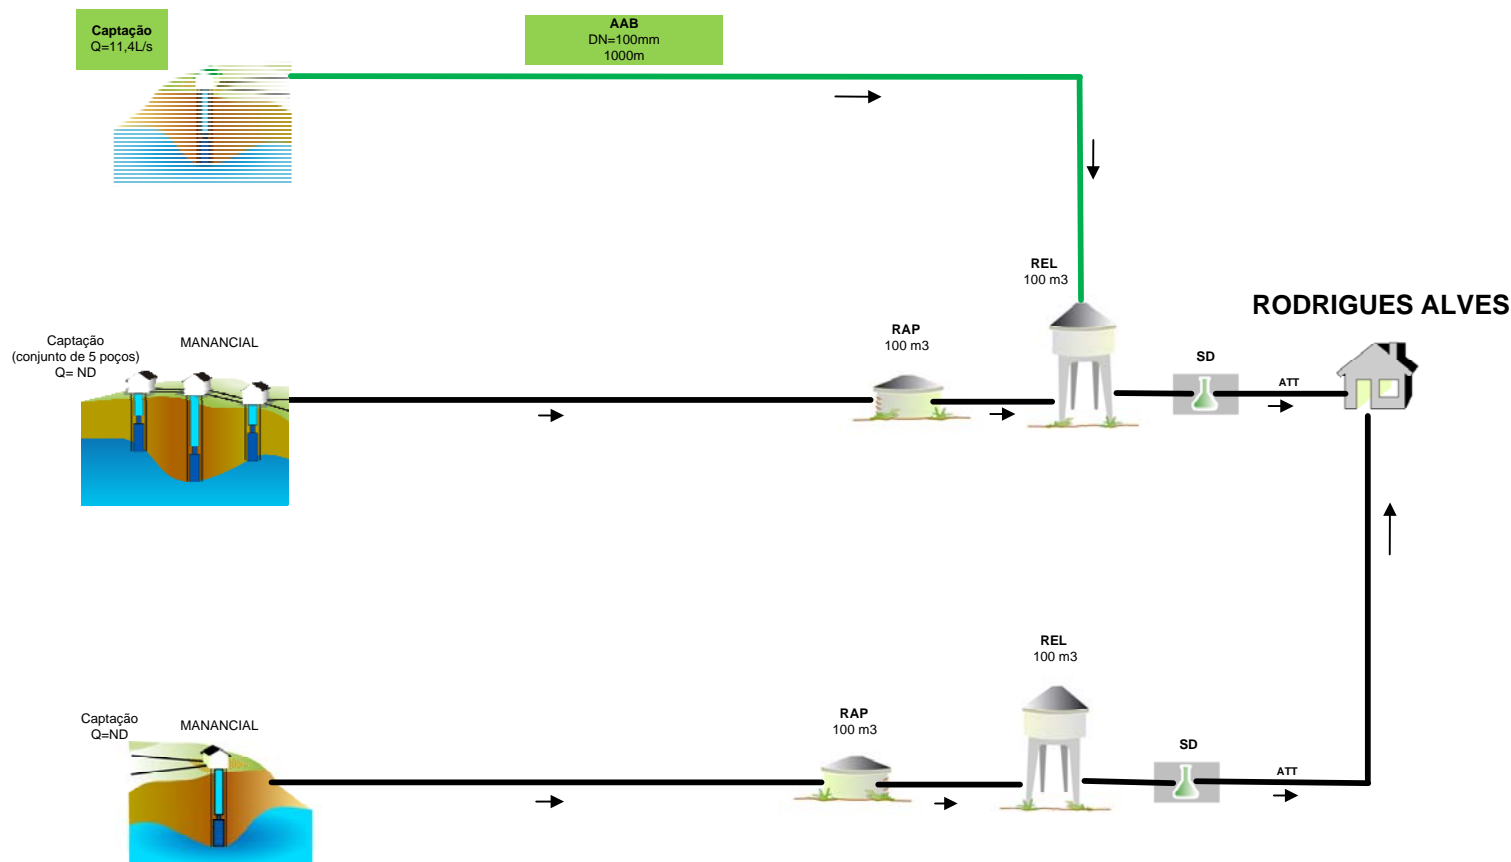 Captação
Q=11,4L/s
AAB
DN=100mm
1000m
REL
100 m3
RODRIGUES ALVES
RAP
100 m3
Captação
(conjunto de 5 poços)
Q= ND
MANANCIAL
SD
ATT
REL
100 m3
Captação
Q=ND
MANANCIAL
RAP
100 m3
SD
ATT